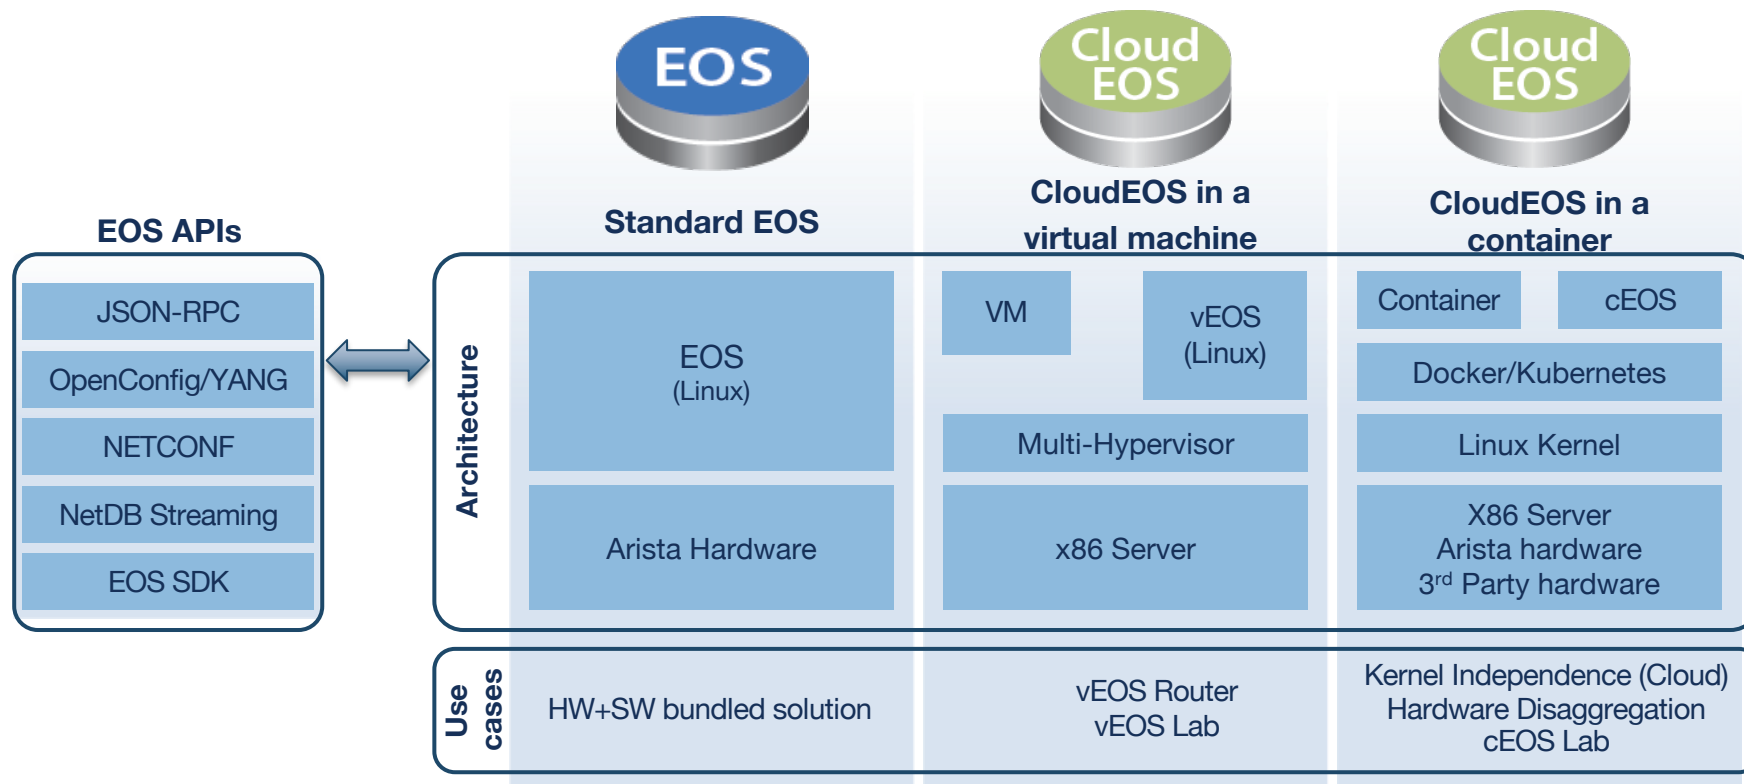 EOS
Cloud
EOS
Cloud
EOS
EOS APIs
Standard EOS
CloudEOS in a
virtual machine
CloudEOS in a
container
JSON-RPC
OpenConfig/YANG
NETCONF
NetDB Streaming
EOS SDK
Architecture
EOS
(Linux)
Arista Hardware
VM
vEOS
(Linux)
Multi-Hypervisor
x86 Server
Container
cEOS
Docker/Kubernetes
Linux Kernel
X86 Server
Arista hardware
3rd Party hardware
Use
cases
HW+SW bundled solution
vEOS Router
vEOS Lab
Kernel Independence (Cloud)
Hardware Disaggregation
cEOS Lab